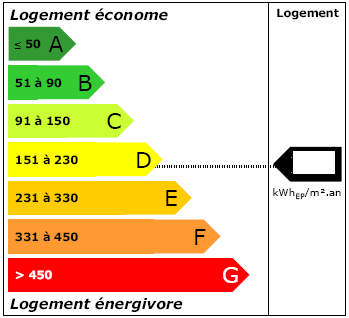 Logement économe
Logement
≤ 50 A
51 à 90 B
91 à 150 C
151 à 230 D
231 à 330 E
331 à 450 F
> 450 G
kWhEP/m².an
Logement énergivore